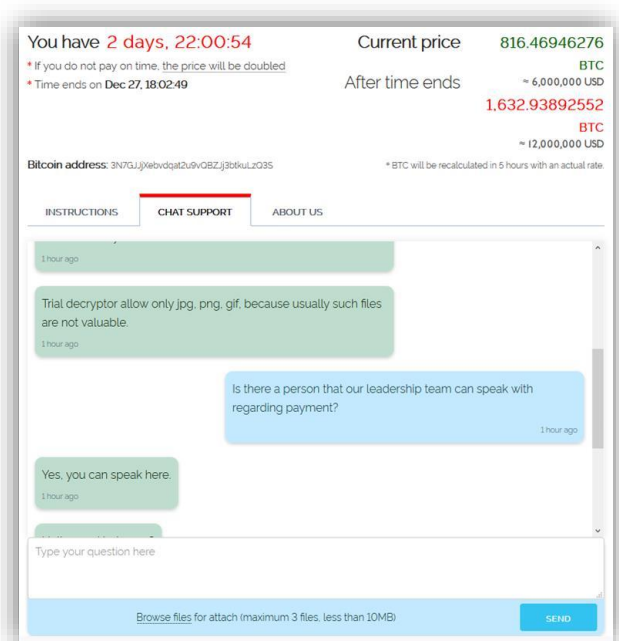 You have 2 days, 22:00:54
* If you do not pay on time, the price will be doubled
* Time ends on Dec 27, 18:02:49
Current price
816.46946276
BTC
≈ 6,000,000 USD
After time ends
1,632.93892552
BTC
≈ 12,000,000 USD
Bitcoin address: 3N7GJJjXebvdqat2u9vQBZJj3btkuLzQ3S
* BTC will be recalculated in 5 hours with an actual rate.
INSTRUCTIONS
CHAT SUPPORT
ABOUT US
1 hour ago
Trial decryptor allow only jpg, png, gif, because usually such files
are not valuable.
1 hour ago
Is there a person that our leadership team can speak with
regarding payment?
1 hour ago
Yes, you can speak here.
1 hour ago
Type your question here
Browse files for attach (maximum 3 files, less than 10MB)
SEND